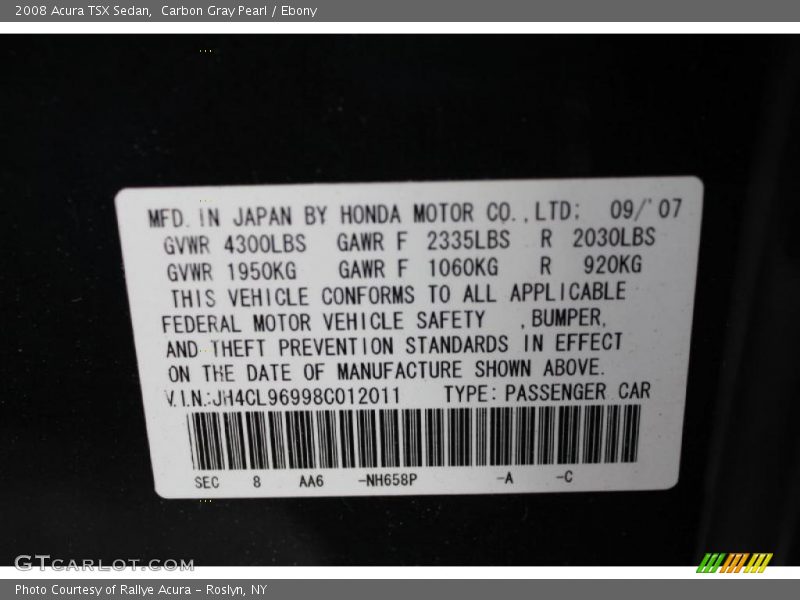 2008 Acura TSX Sedan,  Carbon Gray Pearl / Ebony
MFD. IN JAPAN BY HONDA MOTOR CO., LTD: 09/'07
GVWR 4300LBS GAWR F 2335LBS R 2030LBS
GVWR 1950KG GAWR F 1060KG R 920KG
THIS VEHICLE CONFORMS TO ALL APPLICABLE
FEDERAL MOTOR VEHICLE SAFETY , BUMPER,
AND THEFT PREVENTION STANDARDS IN EFFECT
ON THE DATE OF MANUFACTURE SHOWN ABOVE.
V.I.N.:JH4CL96998C012011 TYPE: PASSENGER CAR
SEC 8 AA6 -NH658P -A -C
GTCARLOT.COM
Photo Courtesy of Rallye Acura - Roslyn, NY